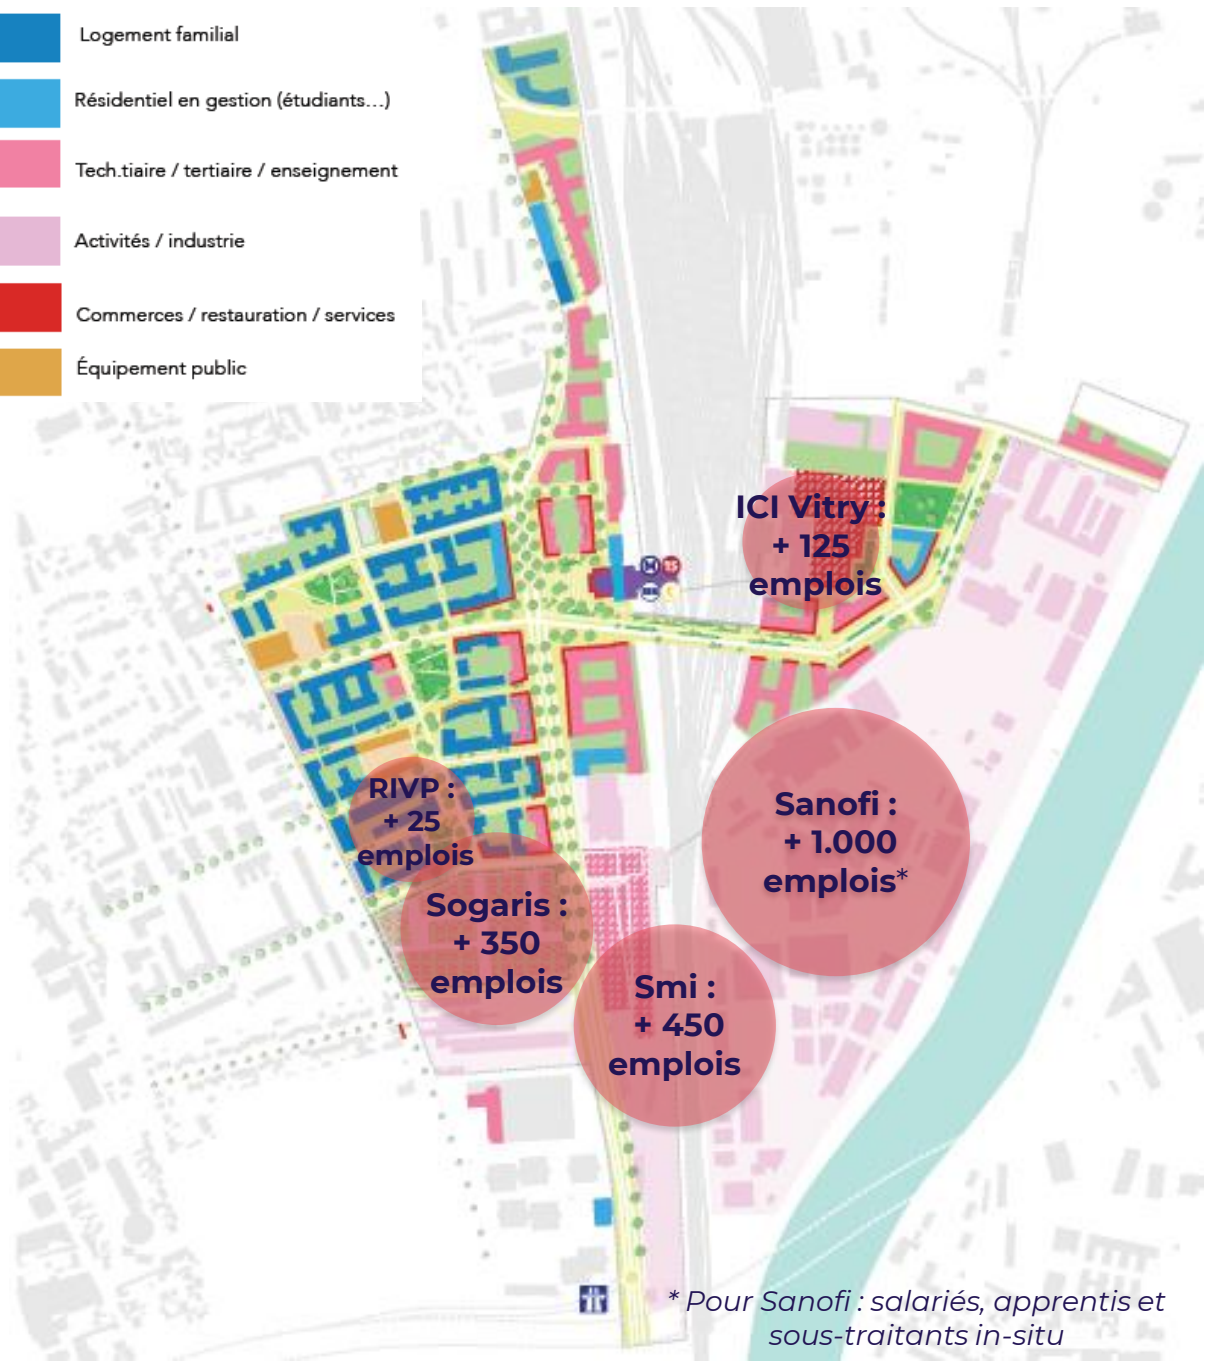 Logement familial
Résidentiel en gestion (étudiants...)
Tech.tiaire / tertiaire / enseignement
Activités / industrie
Commerces / restauration / services
Équipement public
ICI Vitry :
+ 125
emplois
15
RIVP :
+ 25
emplois
Sanofi :
+ 1.000
emplois*
Sogaris :
+ 350
emplois
Smi :
+ 450
emplois
* Pour Sanofi : salariés, apprentis et
sous-traitants in-situ